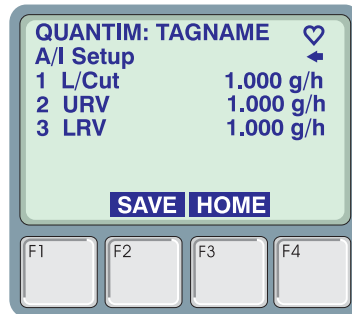 QUANTIM: TAGNAME
A/I Setup
1 L/Cut 1.000 g/h
2 URV 1.000 g/h
3 LRV 1.000 g/h
SAVE HOME
F1 F2 F3 F4